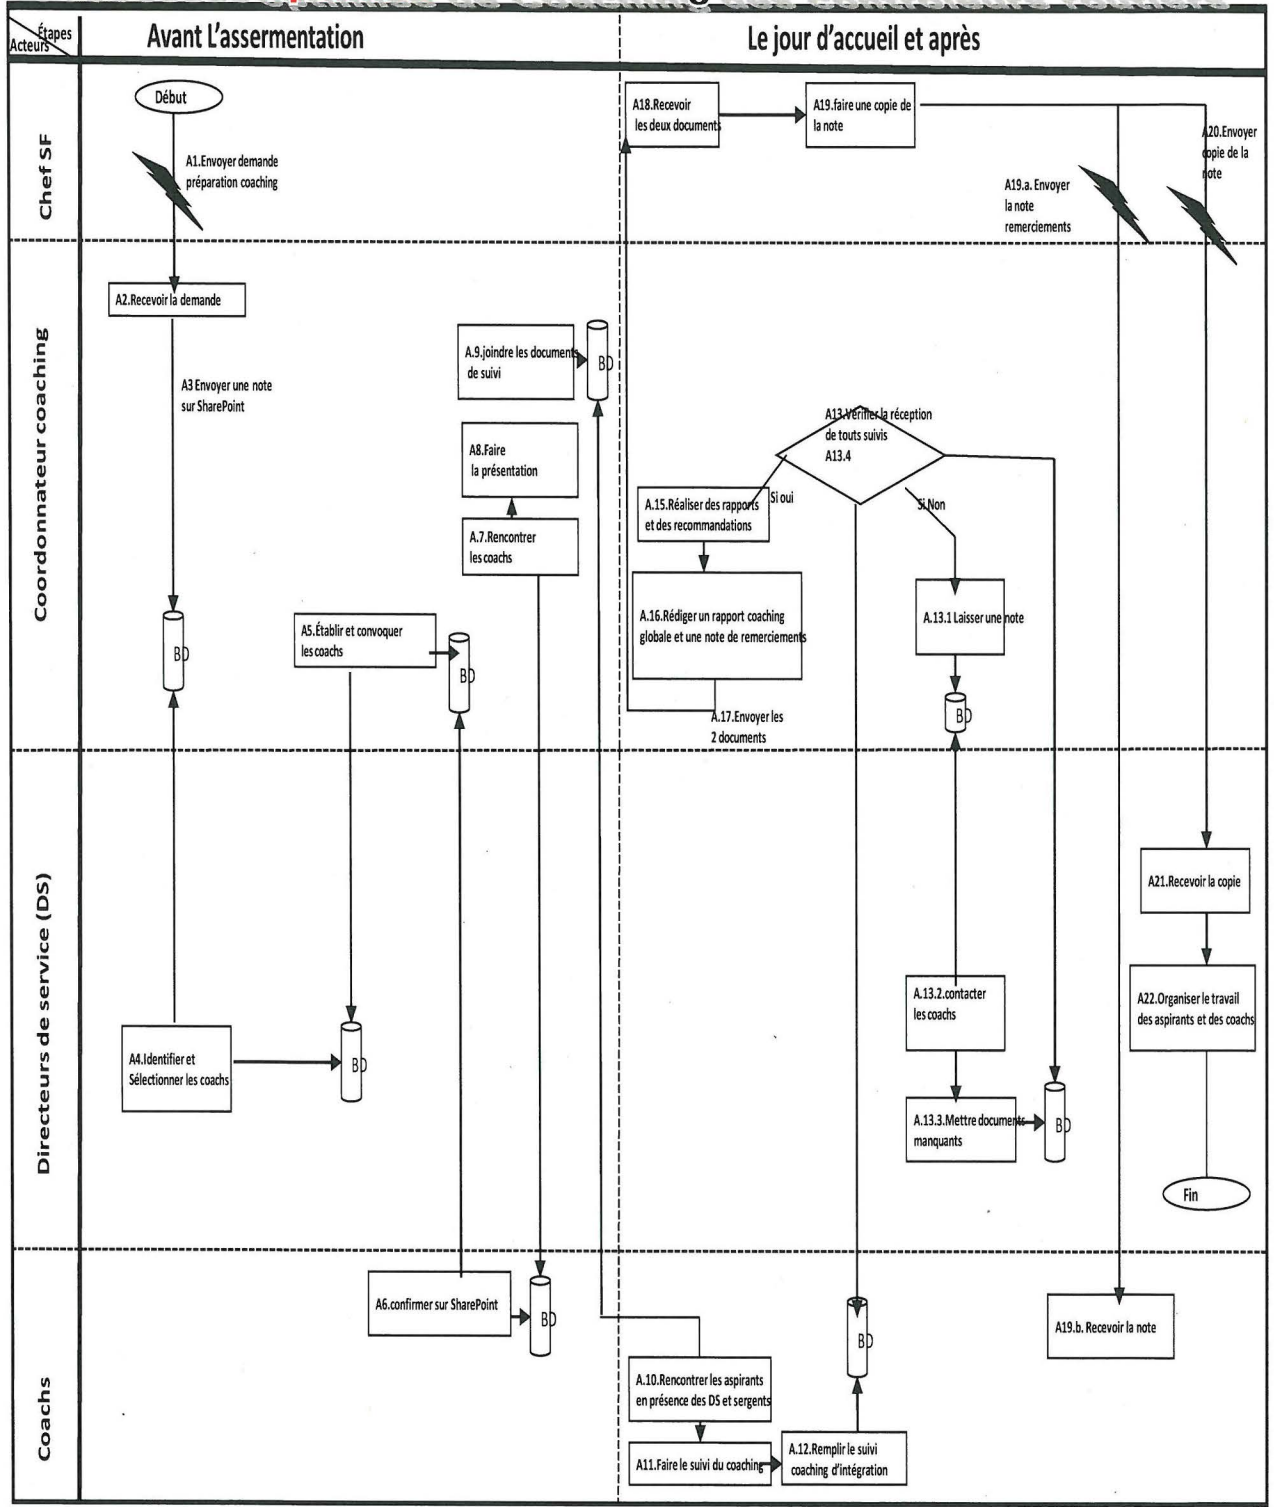 Optimisé de Coaching des Contrôleurs routiers
Étapes
Acteurs
Avant L'assermentation
Le jour d'accueil et après
Chef SF
Début
A1.Envoyer demande
préparation coaching
A18.Recevoir
les deux documents
A19.faire une copie de
la note
A20.Envoyer
copie de la
note
A19.a. Envoyer
la note
remerciements
Coordonnateur coaching
A2.Recevoir la demande
A3 Envoyer une note
sur SharePoint
BD
A5.Établir et convoquer
les coachs
BD
A.9.joindre les documents
de suivi
BD
A8.Faire
la présentation
A.7.Rencontrer
les coachs
A13.Vérifier la réception
de touts suivis
A13.4
Si oui
Si Non
A.15.Réaliser des rapports
et des recommandations
A.16.Rédiger un rapport coaching
globale et une note de remerciements
A.17.Envoyer les
2 documents
A.13.1 Laisser une note
BD
Directeurs de service (DS)
A4.Identifier et
Sélectionner les coachs
BD
A.13.2.contacter
les coachs
A.13.3.Mettre documents
manquants
BD
A21.Recevoir la copie
A22.Organiser le travail
des aspirants et des coachs
Fin
Coachs
A6.confirmer sur SharePoint
BD
A.10.Rencontrer les aspirants
en présence des DS et sergents
A11.Faire le suivi du coaching
A.12.Remplir le suivi
coaching d'intégration
BD
A19.b. Recevoir la note